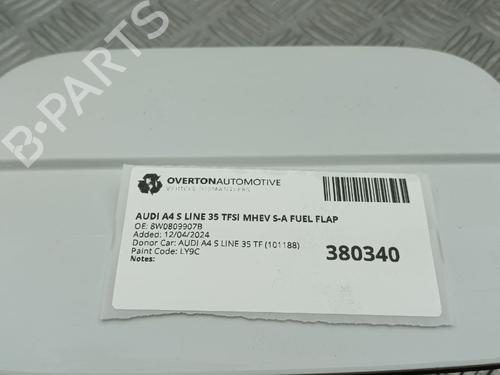 OVERTONAUTOMOTIVE
VEHICLE DISMANTLERS
AUDI A4 S LINE 35 TFSI MHEV S-A FUEL FLAP
OE: 8W0809907B
Added: 12/04/2024
Donor Car: AUDI A4 S LINE 35 TF (101188)
Paint Code: LY9C
Notes:
380340
B-PARTS